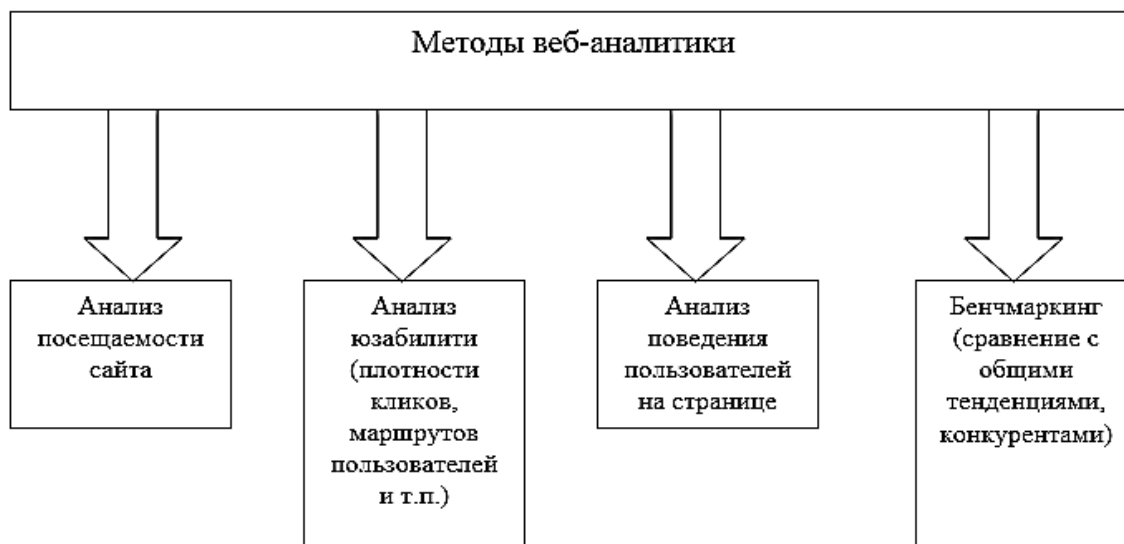 Методы веб-аналитики
Анализ
посещаемости
сайта
Анализ
юзабилити
(плотности
кликов,
маршрутов
пользователей
и т.п.)
Анализ
поведения
пользователей
на странице
Бенчмаркинг
(сравнение с
общими
тенденциями,
конкурентами)